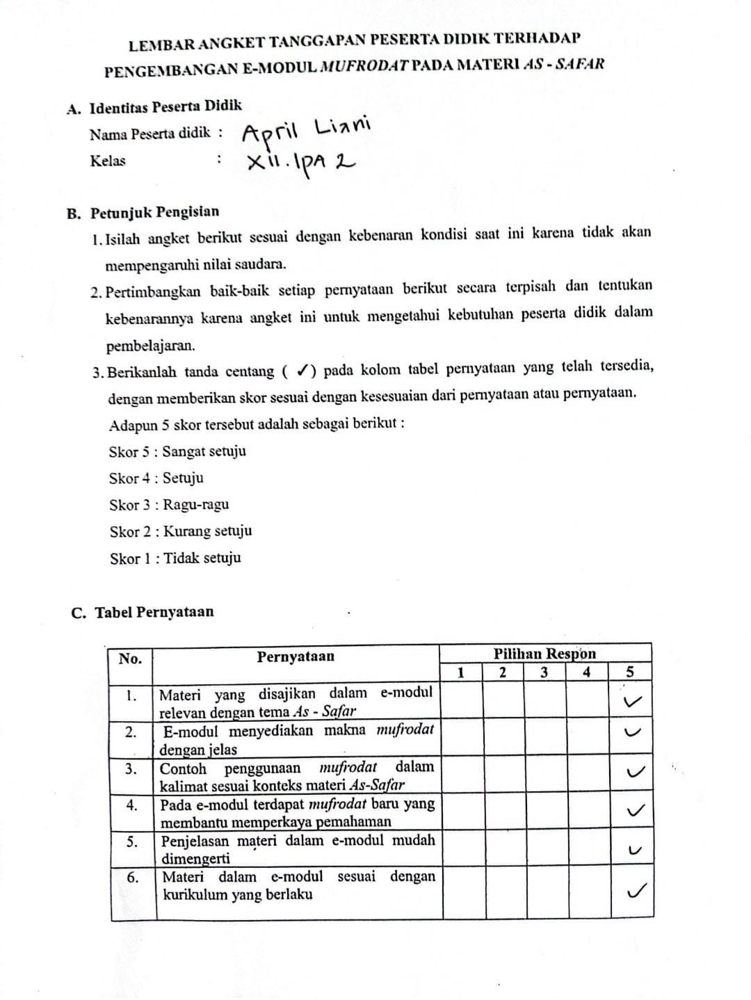 LEMBAR ANGKET TANGGAPAN PESERTA DIDIK TERHADAP
PENGEMBANGAN E-MODUL MUFRODAT PADA MATERI AS - SAFAR
A. Identitas Peserta Didik
Nama Peserta didik : April Liani
Kelas : XII.IPA 2
B. Petunjuk Pengisian
1. Isilah angket berikut sesuai dengan kebenaran kondisi saat ini karena tidak akan
mempengaruhi nilai saudara.
2. Pertimbangkan baik-baik setiap pernyataan berikut secara terpisah dan tentukan
kebenarannya karena angket ini untuk mengetahui kebutuhan peserta didik dalam
pembelajaran.
3. Berikanlah tanda centang ( ✓) pada kolom tabel pernyataan yang telah tersedia,
dengan memberikan skor sesuai dengan kesesuaian dari pernyataan atau pernyataan.
Adapun 5 skor tersebut adalah sebagai berikut :
Skor 5 : Sangat setuju
Skor 4 : Setuju
Skor 3 : Ragu-ragu
Skor 2 : Kurang setuju
Skor 1 : Tidak setuju
C. Tabel Pernyataan
No. Pernyataan Pilihan Respon
1 2 3 4 5
1. Materi yang disajikan dalam e-modul ✓
relevan dengan tema As - Safar
2. E-modul menyediakan makna mufrodat ✓
dengan jelas
3. Contoh penggunaan mufrodat dalam ✓
kalimat sesuai konteks materi As-Safar
4. Pada e-modul terdapat mufrodat baru yang ✓
membantu memperkaya pemahaman
5. Penjelasan materi dalam e-modul mudah ✓
dimengerti
6. Materi dalam e-modul sesuai dengan ✓
kurikulum yang berlaku